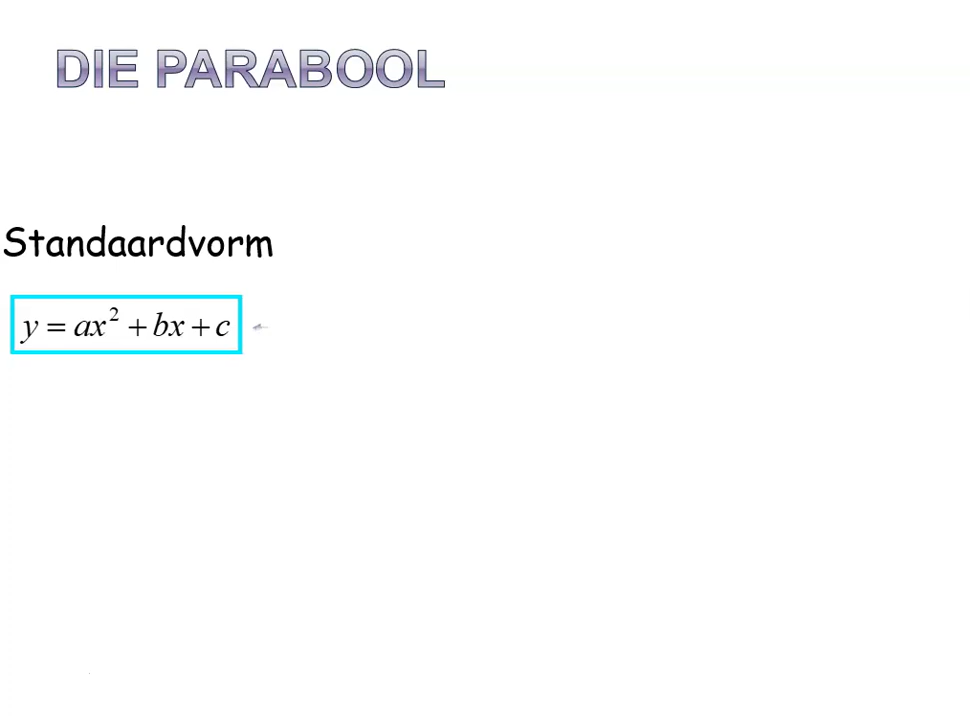 DIE PARABOOL
Standaardvorm
y = ax² + bx + c